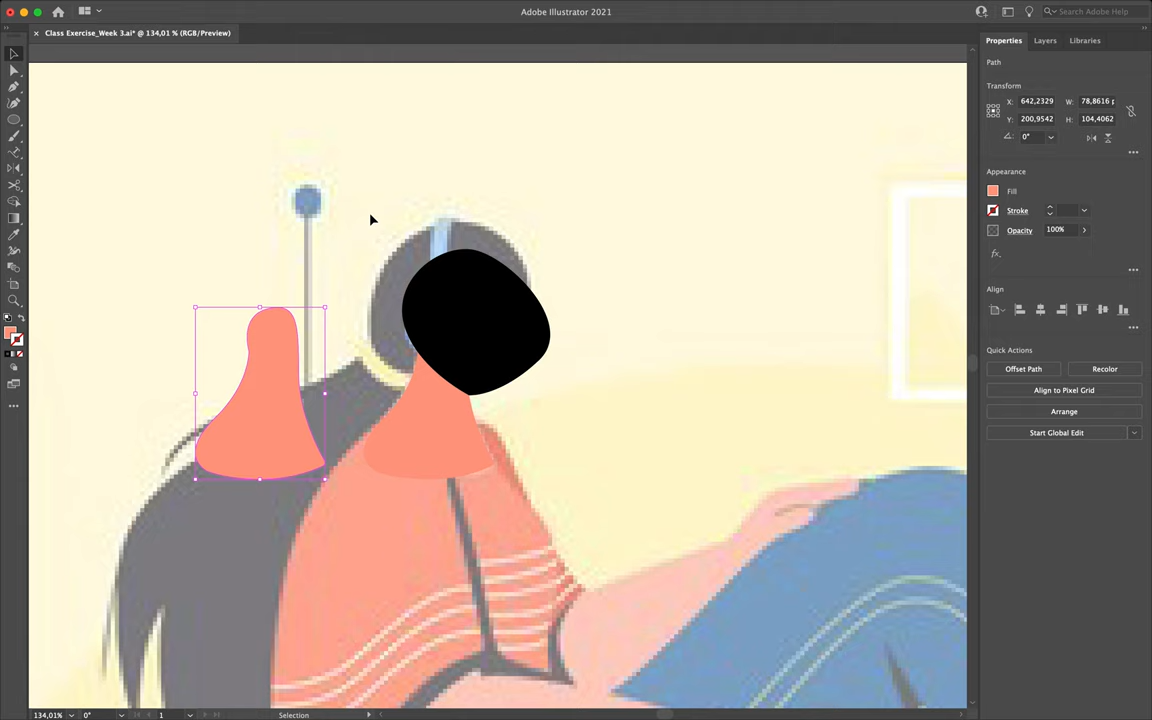 Adobe Illustrator 2021
Search Adobe Help
Class Exercise_Week 3.ai* @ 134,01 % (RGB/Preview)
Properties
Layers
Libraries
Path
Transform
X: 642,2329
W: 78,8616 p
Y: 200,9542
H: 104,4062
0°
Appearance
Fill
Stroke
Opacity
100%
fx.
Align
Quick Actions
Offset Path
Recolor
Align to Pixel Grid
Arrange
Start Global Edit
134,01%
0°
1
Selection